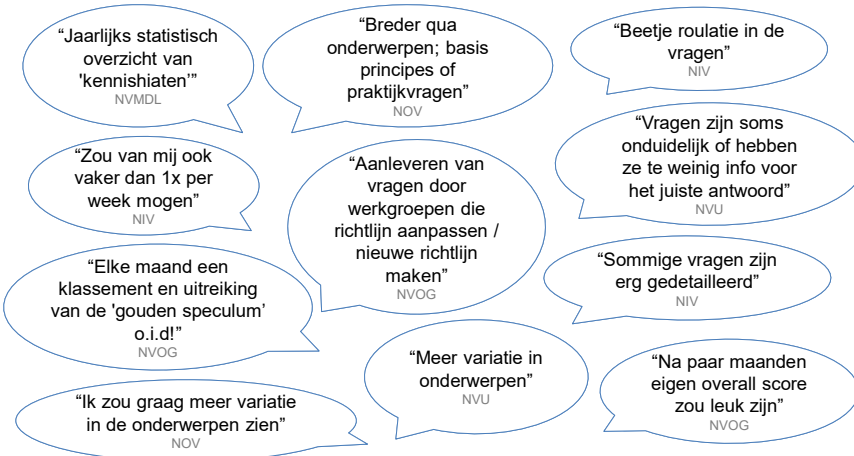 “Jaarlijks statistisch
overzicht van
'kennishiaten’”
NVMDL
“Breder qua
onderwerpen; basis
principes of
praktijkvragen”
NOV
“Beetje roulatie in de
vragen”
NIV
“Zou van mij ook
vaker dan 1x per
week mogen”
NIV
“Aanleveren van
vragen door
werkgroepen die
richtlijn aanpassen /
nieuwe richtlijn
maken”
NVOG
“Vragen zijn soms
onduidelijk of hebben
ze te weinig info voor
het juiste antwoord”
NVU
“Elke maand een
klassement en uitreiking
van de 'gouden speculum’
o.i.d!”
NVOG
“Sommige vragen zijn
erg gedetailleerd”
NIV
“Meer variatie in
onderwerpen”
NVU
“Na paar maanden
eigen overall score
zou leuk zijn”
NVOG
“Ik zou graag meer variatie
in de onderwerpen zien”
NOV